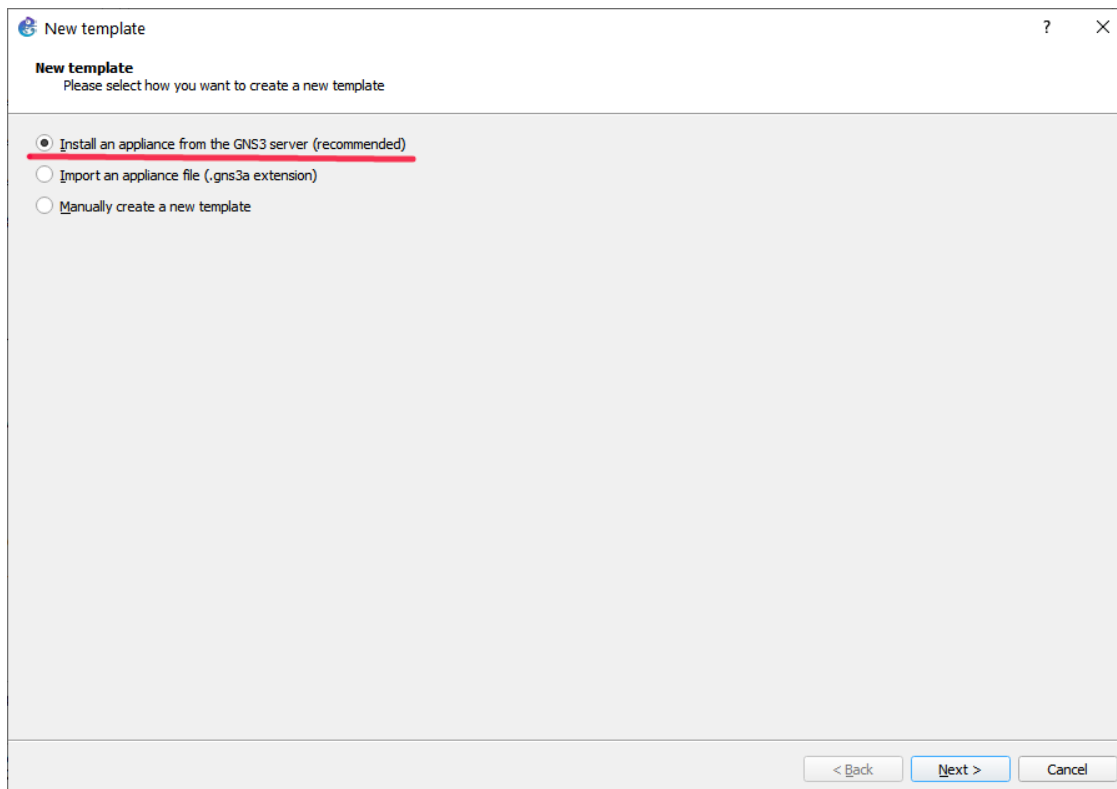 New template
?
New template
Please select how you want to create a new template
Install an appliance from the GNS3 server (recommended)
Import an appliance file (.gns3a extension)
Manually create a new template
< Back
Next >
Cancel